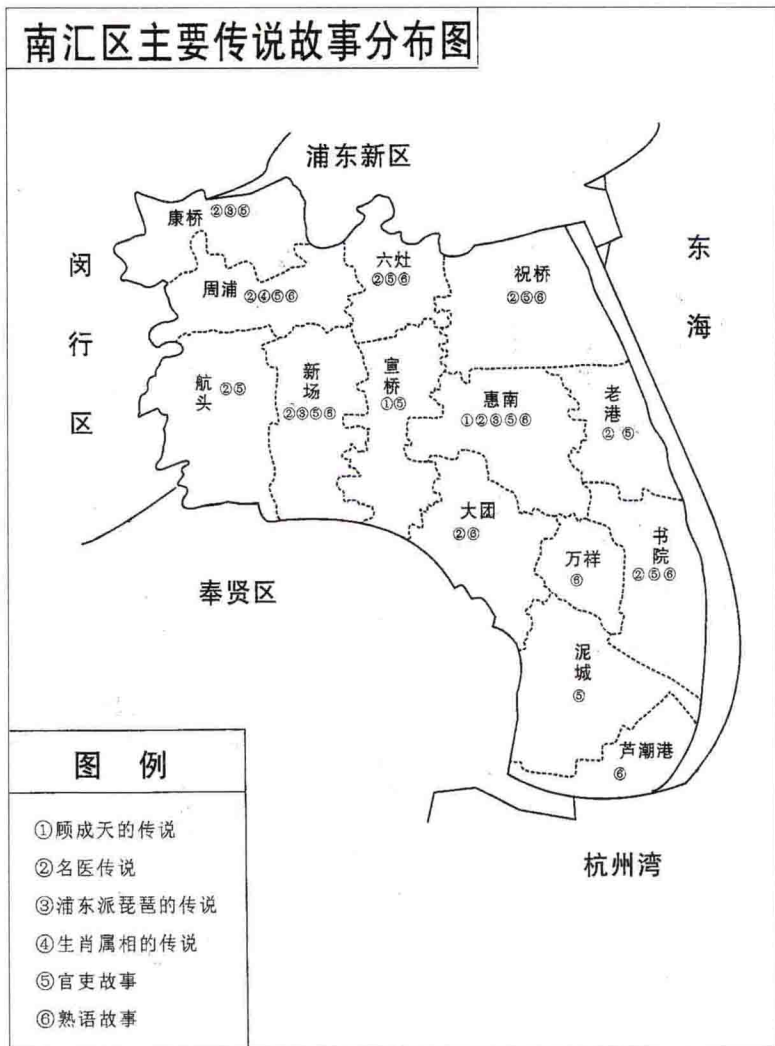 南汇区主要传说故事分布图
浦东新区
康桥 ②③⑤
闵行区
东海
六灶
②⑤⑥
祝桥
②⑤⑥
周浦 ②④⑤⑥
航头 ②⑤
新场
②③⑤⑥
宣桥
①⑤
惠南
①②③⑤⑥
老港
②⑤
大团
②⑥
万祥
⑥
书院
②⑤⑥
奉贤区
泥城
⑤
芦潮港
⑥
杭州湾
图例
①顾成天的传说
②名医传说
③浦东派琵琶的传说
④生肖属相的传说
⑤官吏故事
⑥熟语故事